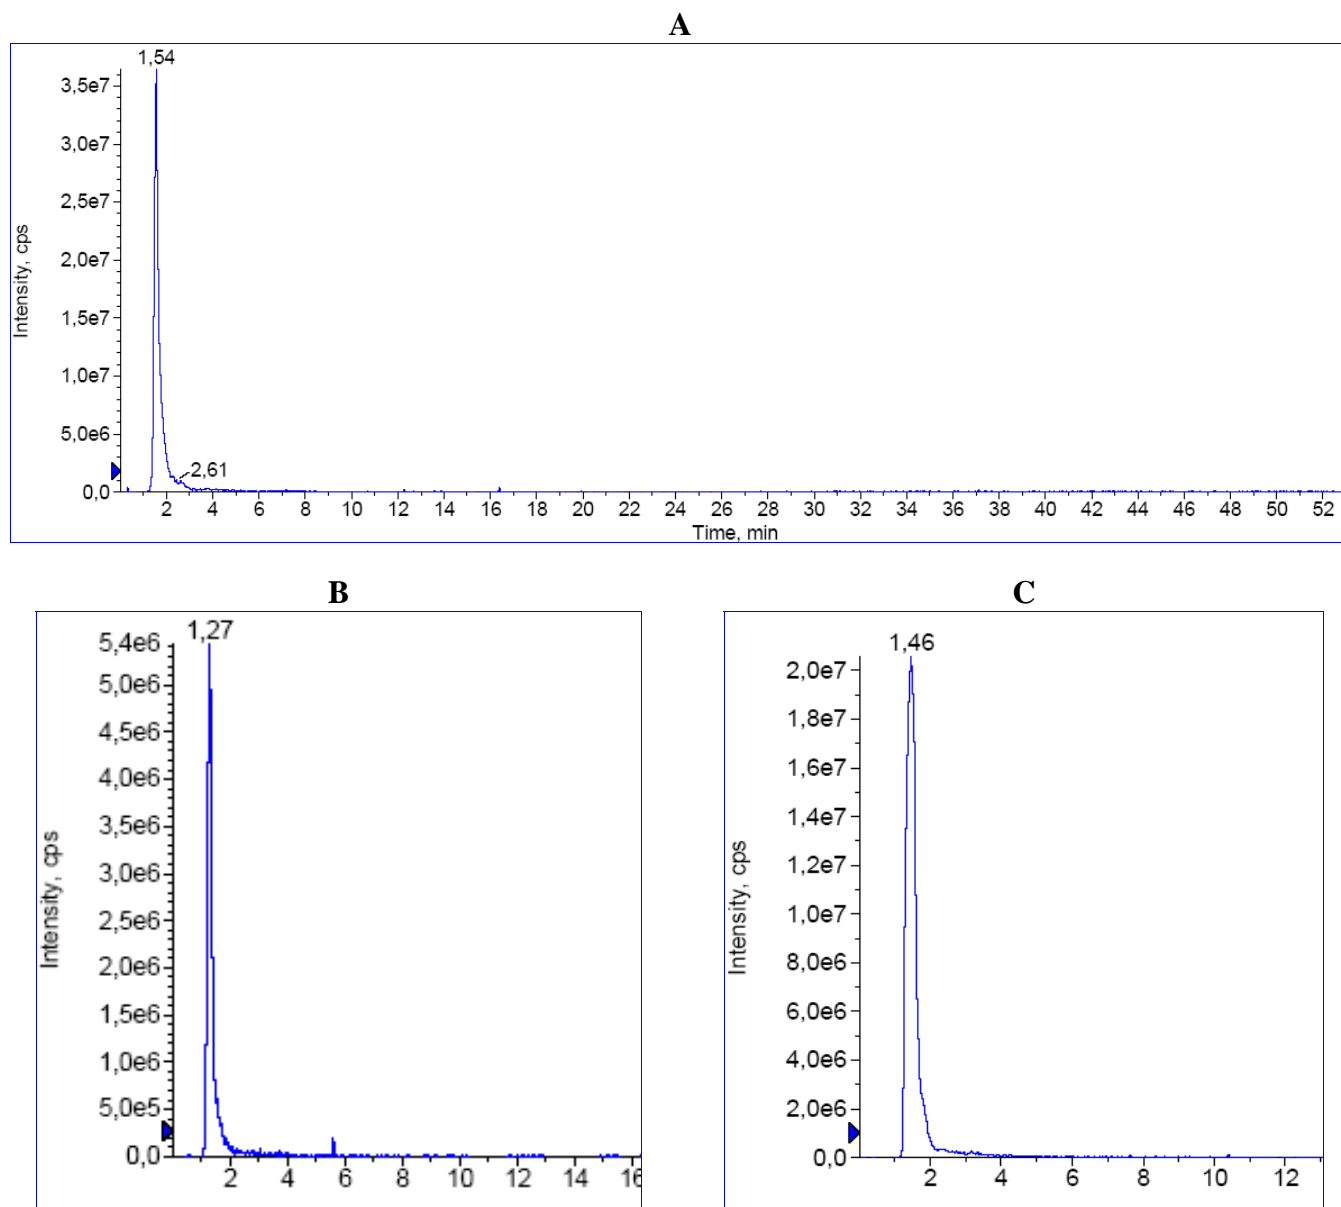 A
1,54
3,5e7
3,0e7
2,5e7
2,0e7
1,5e7
1,0e7
5,0e6
0,0
Intensity, cps
2,61
2 4 6 8 10 12 14 16 18 20 22 24 26 28 30 32 34 36 38 40 42 44 46 48 50 52
Time, min
B
1,27
5,4e6
5,0e6
4,5e6
4,0e6
3,5e6
3,0e6
2,5e6
2,0e6
1,5e6
1,0e6
5,0e5
0,0
Intensity, cps
2 4 6 8 10 12 14 16
C
1,46
2,0e7
1,8e7
1,6e7
1,4e7
1,2e7
1,0e7
8,0e6
6,0e6
4,0e6
2,0e6
0,0
Intensity, cps
2 4 6 8 10 12